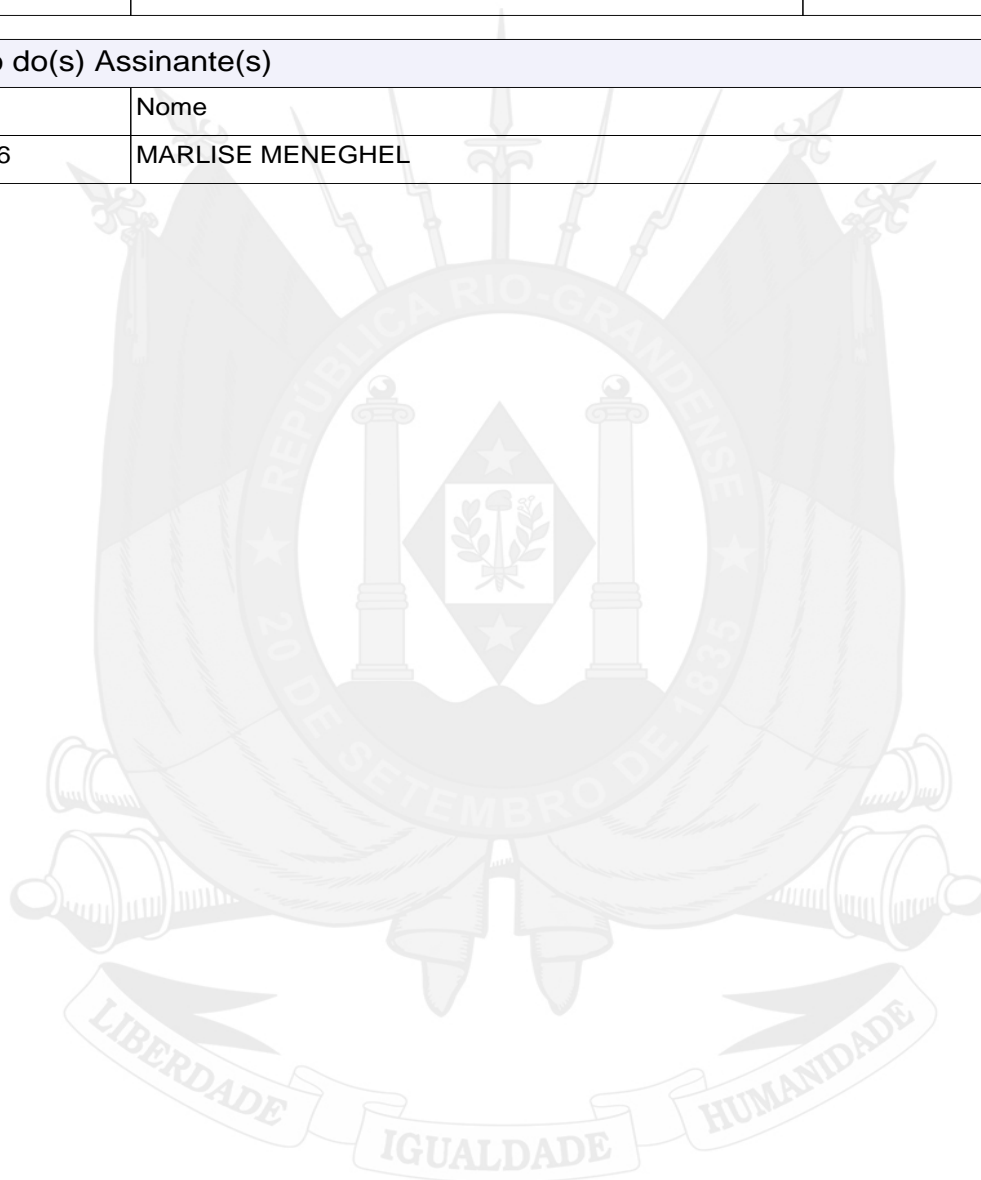 o do(s) Assinante(s)
Nome
6 MARLISE MENEGHEL
REPÚBLICA RIO-GRANDENSE
★ 20 DE SETEMBRO DE 1835 ★
LIBERDADE
IGUALDADE
HUMANIDADE